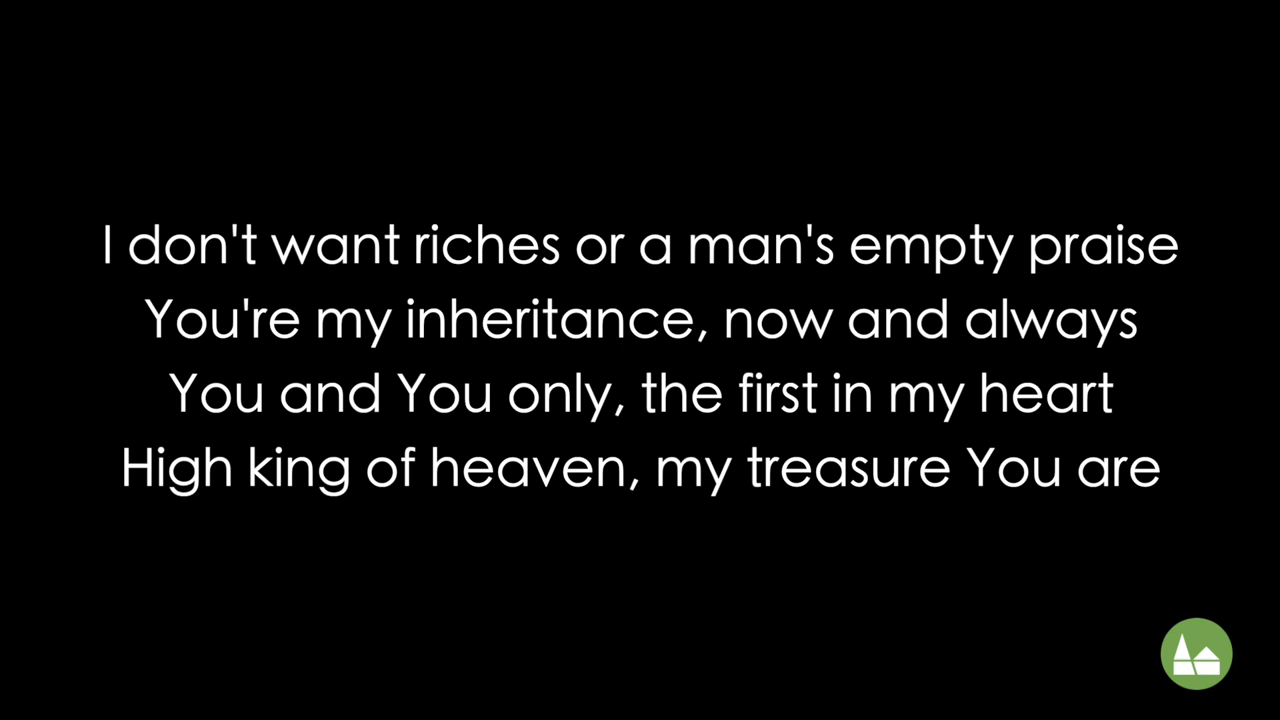 I don't want riches or a man's empty praise
You're my inheritance, now and always
You and You only, the first in my heart
High king of heaven, my treasure You are